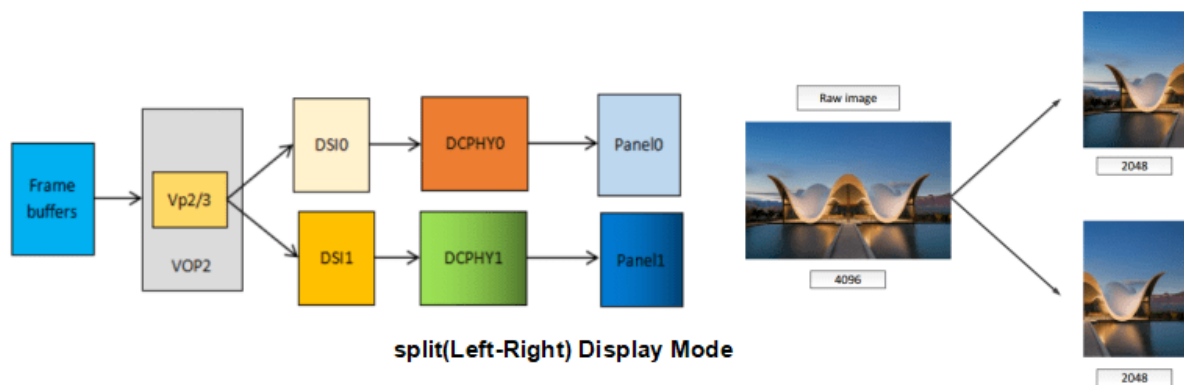 Frame
buffers
Vp2/3
VOP2
DSI0
DCPHY0
Panel0
DSI1
DCPHY1
Panel1
split(Left-Right) Display Mode
Raw image
4096
2048
2048